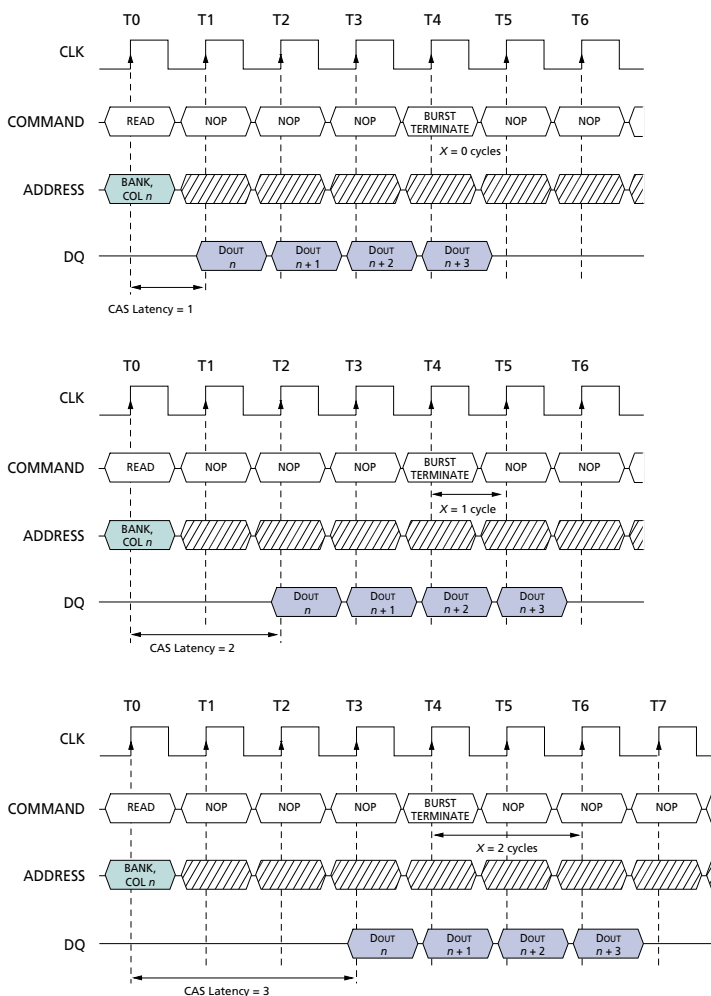 T0 T1 T2 T3 T4 T5 T6
CLK
COMMAND READ NOP NOP NOP BURST TERMINATE NOP NOP
X = 0 cycles
ADDRESS BANK, COL n
DQ DOUT n DOUT n + 1 DOUT n + 2 DOUT n + 3
CAS Latency = 1
T0 T1 T2 T3 T4 T5 T6
CLK
COMMAND READ NOP NOP NOP BURST TERMINATE NOP NOP
X = 1 cycle
ADDRESS BANK, COL n
DQ DOUT n DOUT n + 1 DOUT n + 2 DOUT n + 3
CAS Latency = 2
T0 T1 T2 T3 T4 T5 T6 T7
CLK
COMMAND READ NOP NOP NOP BURST TERMINATE NOP NOP NOP
X = 2 cycles
ADDRESS BANK, COL n
DQ DOUT n DOUT n + 1 DOUT n + 2 DOUT n + 3
CAS Latency = 3